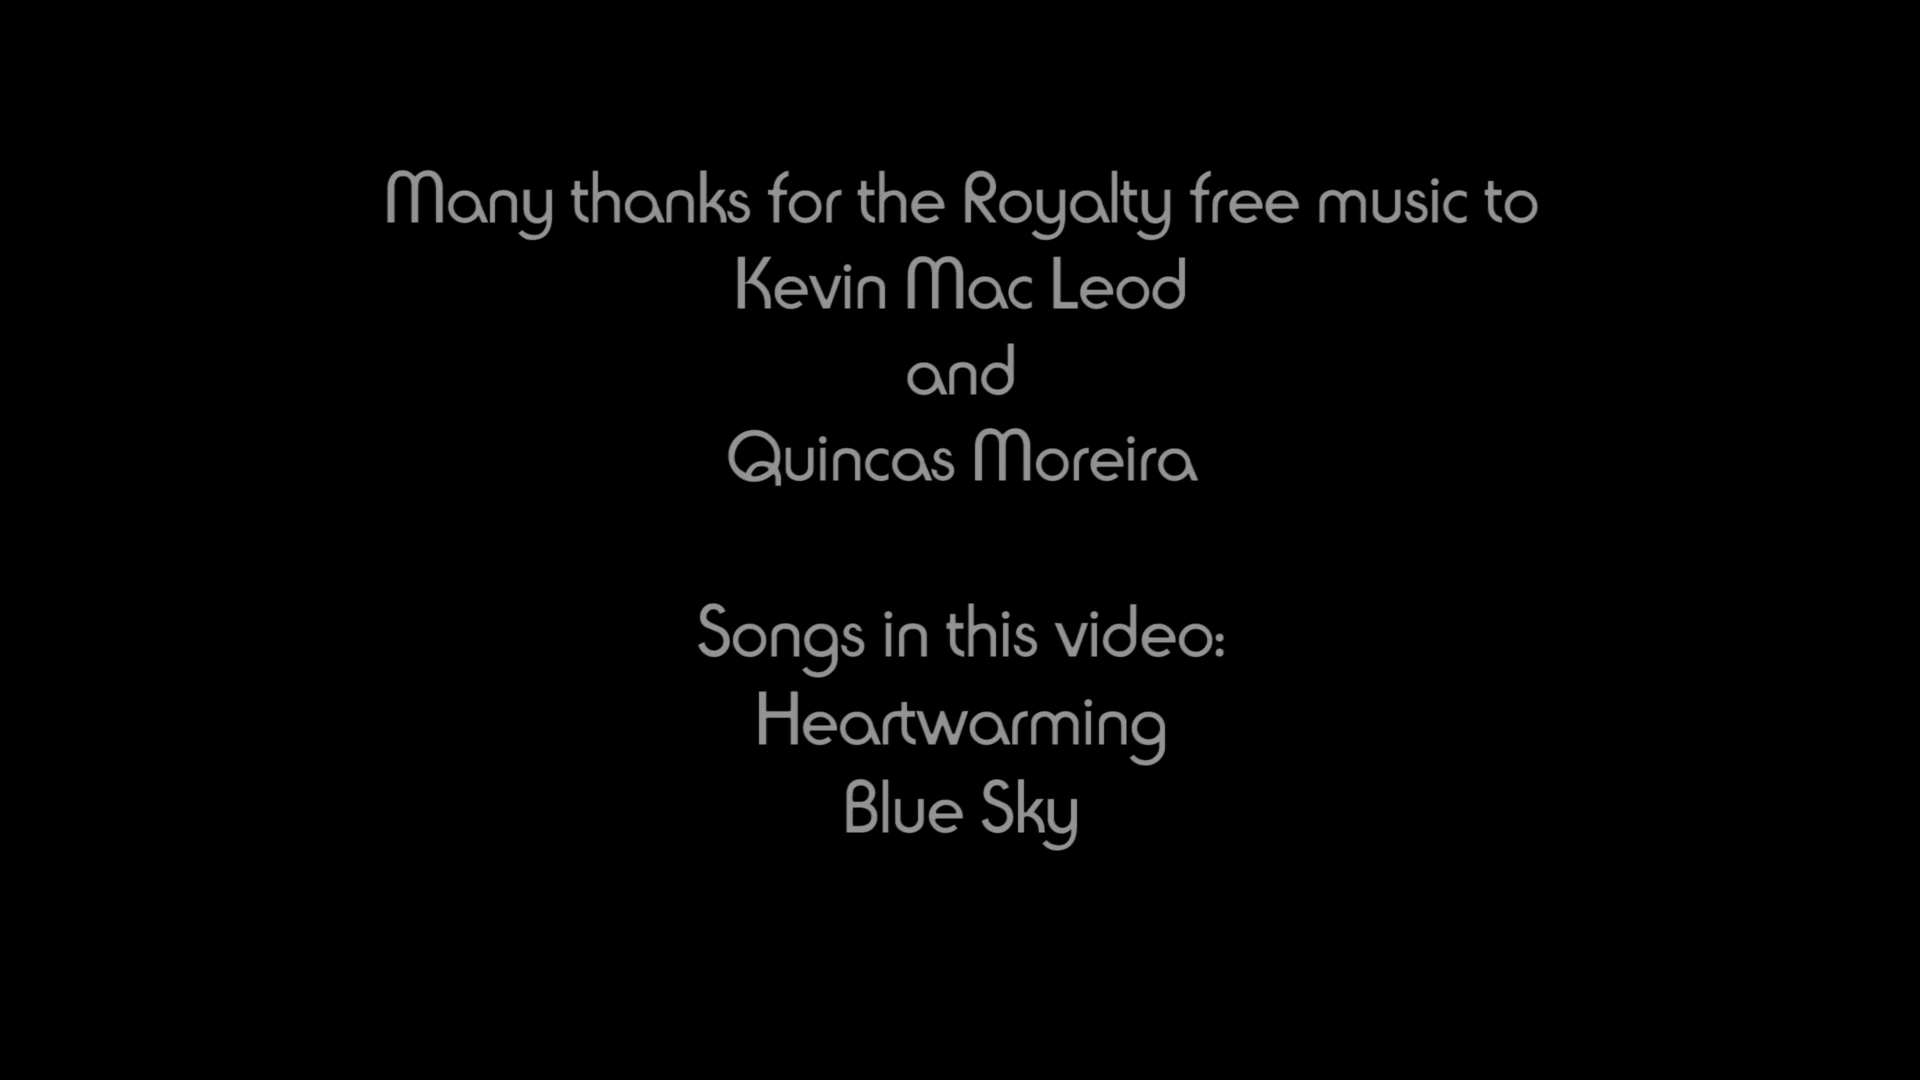 Many thanks for the Royalty free music to
Kevin Mac Leod
and
Quincas Moreira
Songs in this video:
Heartwarming
Blue Sky